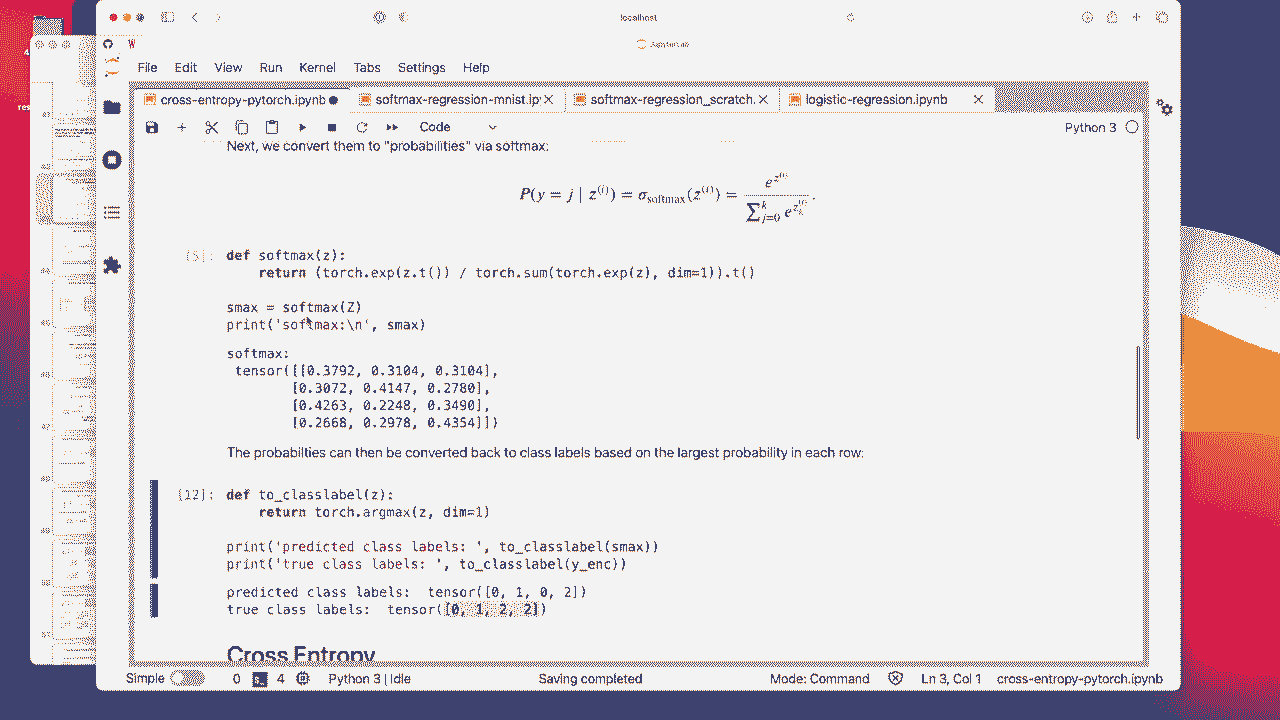 localhost
W
JupyterLab
File Edit View Run Kernel Tabs Settings Help
cross-entropy-pytorch.ipynb
softmax-regression-mnist.ip
softmax-regression_scratch.
logistic-regression.ipynb
Code
Python 3
Next, we convert them to "probabilities" via softmax:
P(y = j | z^{(i)}) = σ_{softmax}(z^{(i)}) = \frac{e^{z^{(i)}}}{\sum_{j=0}^{k} e^{z_k^{(i)}}}.
[5]: def softmax(z):
return (torch.exp(z.t()) / torch.sum(torch.exp(z), dim=1)).t()
smax = softmax(Z)
print('softmax:\n', smax)
softmax:
tensor([[0.3792, 0.3104, 0.3104],
[0.3072, 0.4147, 0.2780],
[0.4263, 0.2248, 0.3490],
[0.2668, 0.2978, 0.4354]])
The probabilties can then be converted back to class labels based on the largest probability in each row:
[12]: def to_classlabel(z):
return torch.argmax(z, dim=1)
print('predicted class labels: ', to_classlabel(smax))
print('true class labels: ', to_classlabel(y_enc))
predicted class labels:  tensor([0, 1, 0, 2])
true class labels:  tensor([0, 1, 2, 2])
Cross Entropy
Simple 0 4 Python 3 | Idle Saving completed Mode: Command Ln 3, Col 1 cross-entropy-pytorch.ipynb